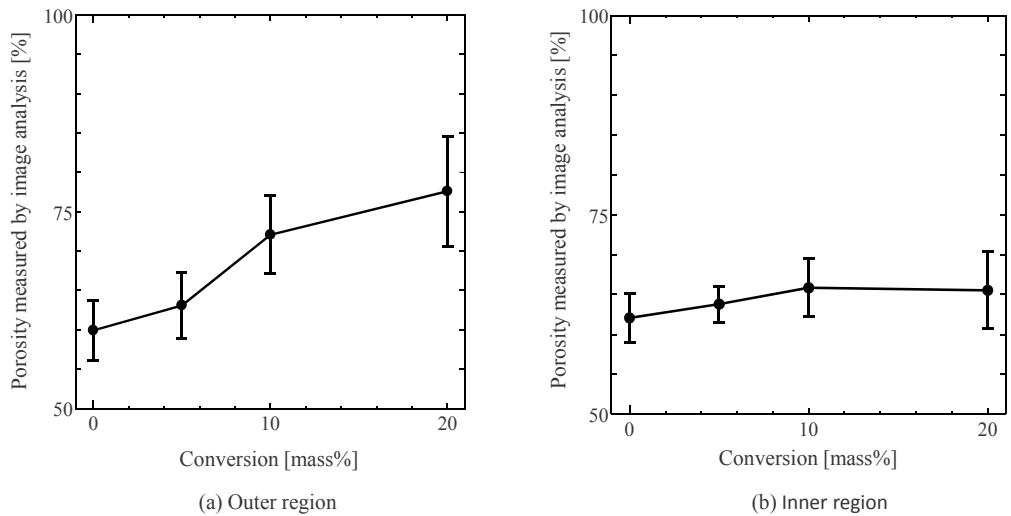 Porosity measured by image analysis [%]
100
75
50
0
10
20
Conversion [mass%]
(a) Outer region
Porosity measured by image analysis [%]
100
75
50
0
10
20
Conversion [mass%]
(b) Inner region